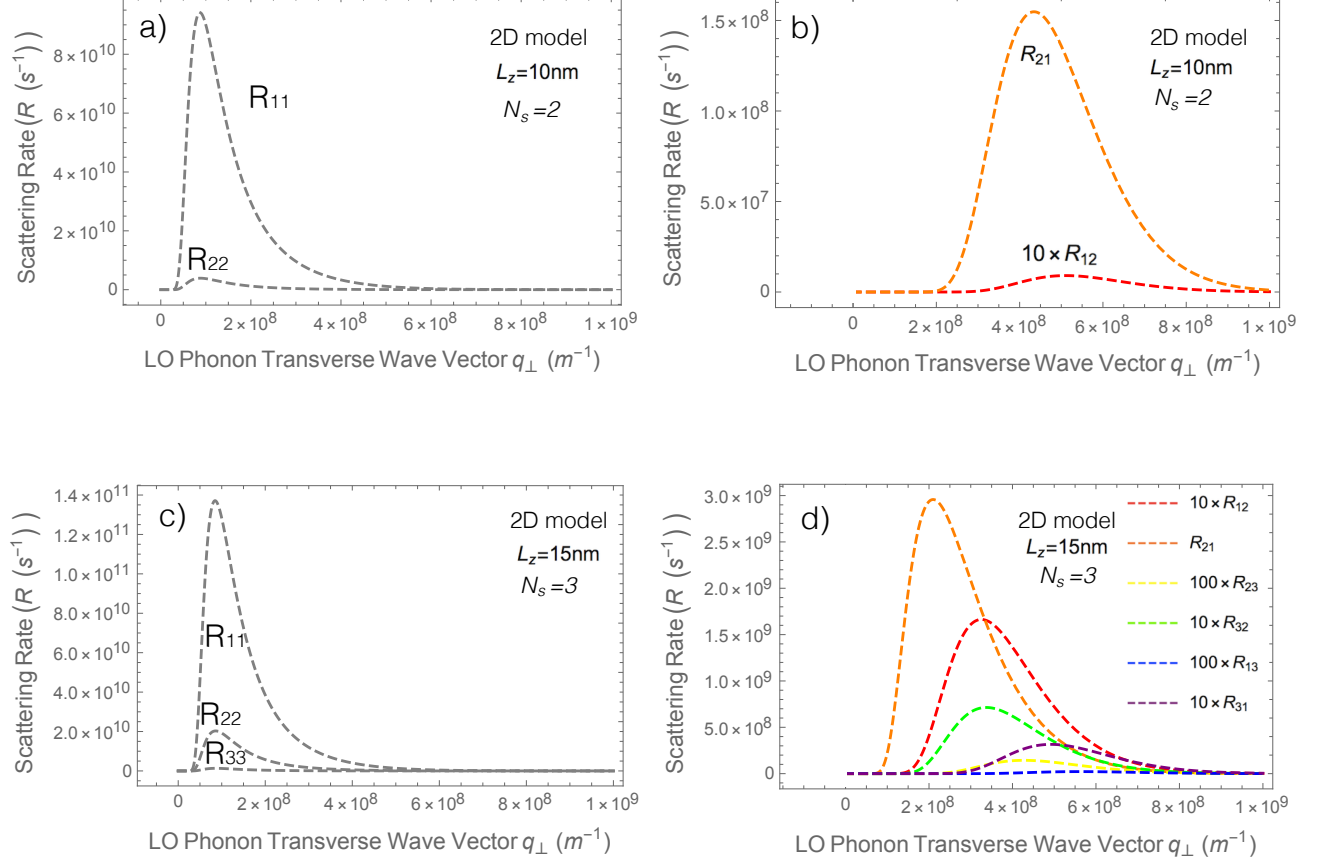 a)
2D model
L_z=10nm
N_s=2
R₁₁
R₂₂
Scattering Rate (R (s⁻¹))
8×10¹⁰
6×10¹⁰
4×10¹⁰
2×10¹⁰
0
0 2×10⁸ 4×10⁸ 6×10⁸ 8×10⁸ 1×10⁹
LO Phonon Transverse Wave Vector q⊥ (m⁻¹)
b)
2D model
L_z=10nm
N_s=2
R₂₁
10×R₁₂
Scattering Rate (R (s⁻¹))
1.5×10⁸
1.0×10⁸
5.0×10⁷
0
0 2×10⁸ 4×10⁸ 6×10⁸ 8×10⁸ 1×10⁹
LO Phonon Transverse Wave Vector q⊥ (m⁻¹)
c)
2D model
L_z=15nm
N_s=3
R₁₁
R₂₂
R₃₃
Scattering Rate (R (s⁻¹))
1.4×10¹¹
1.2×10¹¹
1.0×10¹¹
8.0×10¹⁰
6.0×10¹⁰
4.0×10¹⁰
2.0×10¹⁰
0
0 2×10⁸ 4×10⁸ 6×10⁸ 8×10⁸ 1×10⁹
LO Phonon Transverse Wave Vector q⊥ (m⁻¹)
d)
2D model
L_z=15nm
N_s=3
10×R₁₂
R₂₁
100×R₂₃
10×R₃₂
100×R₁₃
10×R₃₁
Scattering Rate (R (s⁻¹))
3.0×10⁹
2.5×10⁹
2.0×10⁹
1.5×10⁹
1.0×10⁹
5.0×10⁸
0
0 2×10⁸ 4×10⁸ 6×10⁸ 8×10⁸ 1×10⁹
LO Phonon Transverse Wave Vector q⊥ (m⁻¹)